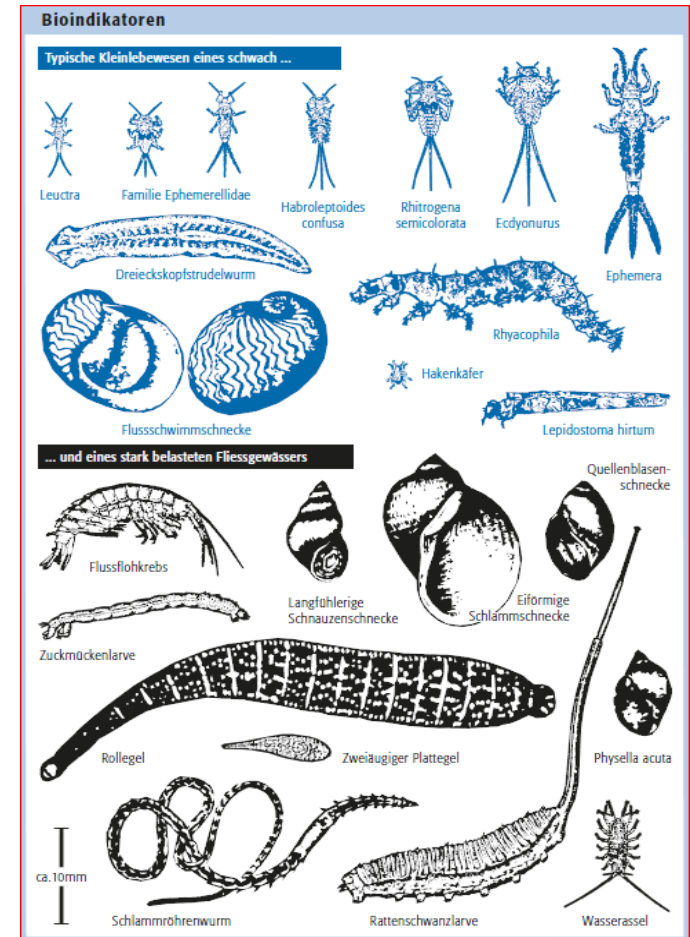 Bioindikatoren
Typische Kleinlebewesen eines schwach ...
Leuctra
Familie Ephemerellidae
Habroleptoides
confusa
Rhitrogena
semicolorata
Ecdyonurus
Ephemera
Dreieckskopfstrudelwurm
Rhyacophila
Hakenkäfer
Flussschwimmschnecke
Lepidostoma hirtum
... und eines stark belasteten Fliessgewässers
Quellenblasen-
schnecke
Flussflohkrebs
Langfühlerige
Schnauzenschnecke
Eiförmige
Schlammschnecke
Zuckmückenlarve
Rollegel
Zweiäugiger Plattegel
Physella acuta
ca.10mm
Schlammröhrenwurm
Rattenschwanzlarve
Wasserassel